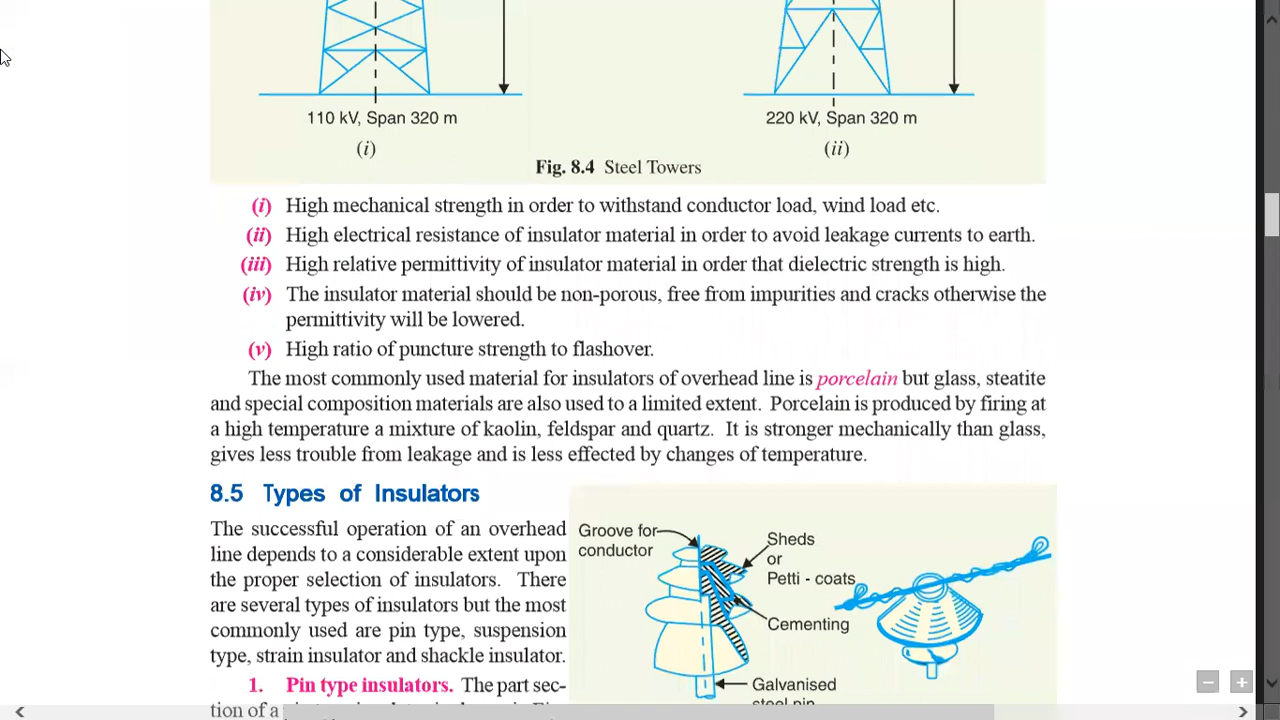 110 kV, Span 320 m
220 kV, Span 320 m
(i)
(ii)
Fig. 8.4 Steel Towers
(i) High mechanical strength in order to withstand conductor load, wind load etc.
(ii) High electrical resistance of insulator material in order to avoid leakage currents to earth.
(iii) High relative permittivity of insulator material in order that dielectric strength is high.
(iv) The insulator material should be non-porous, free from impurities and cracks otherwise the
permittivity will be lowered.
(v) High ratio of puncture strength to flashover.
The most commonly used material for insulators of overhead line is porcelain but glass, steatite
and special composition materials are also used to a limited extent. Porcelain is produced by firing at
a high temperature a mixture of kaolin, feldspar and quartz. It is stronger mechanically than glass,
gives less trouble from leakage and is less effected by changes of temperature.
8.5 Types of Insulators
The successful operation of an overhead
line depends to a considerable extent upon
the proper selection of insulators. There
are several types of insulators but the most
commonly used are pin type, suspension
type, strain insulator and shackle insulator.
1. Pin type insulators. The part sec-
tion of a
Groove for
conductor
Sheds
or
Petti - coats
Cementing
Galvanised
steel pin